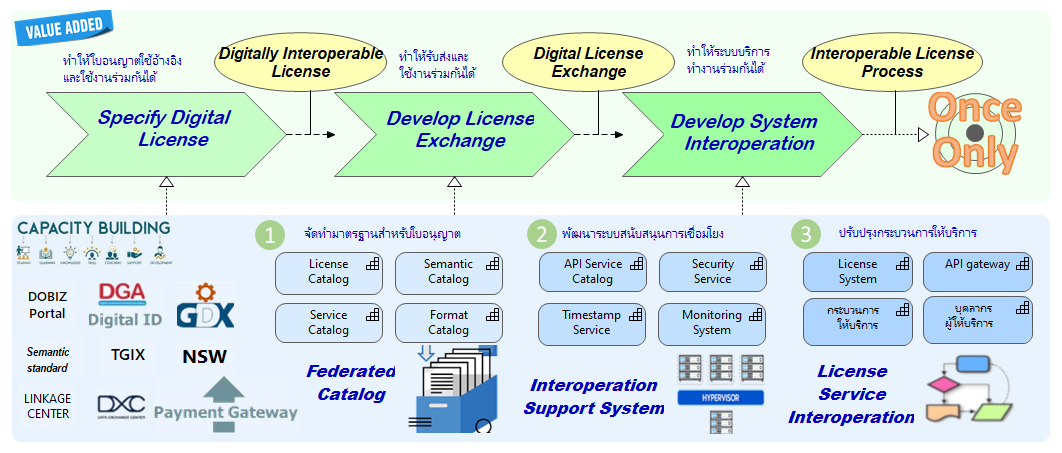 VALUE ADDED
ทำให้ใบอนุญาตใช้อ้างอิง
และใช้งานร่วมกันได้
Digitally Interoperable
License
ทำให้รับส่งและ
ใช้งานร่วมกันได้
Digital License
Exchange
ทำให้ระบบบริการ
ทำงานร่วมกันได้
Interoperable License
Process
Specify Digital
License
Develop License
Exchange
Develop System
Interoperation
Once
Only
CAPACITY BUILDING
TRAINING LEARNING KNOWLEDGE SKILL COACHING SUPPORT DEVELOPMENT
DOBIZ
Portal
DGA
Digital ID
GDX
Semantic
standard
TGIX
NSW
LINKAGE
CENTER
DXC
DATA EXCHANGE CENTER
Payment Gateway
1
จัดทำมาตรฐานสำหรับใบอนุญาต
License
Catalog
Semantic
Catalog
Service
Catalog
Format
Catalog
Federated
Catalog
2
พัฒนาระบบสนับสนุนการเชื่อมโยง
API Service
Catalog
Security
Service
Timestamp
Service
Monitoring
System
Interoperation
Support System
HYPERVISOR
3
ปรับปรุงกระบวนการให้บริการ
License
System
API gateway
กระบวนการ
ให้บริการ
บุคลากร
ผู้ให้บริการ
License
Service
Interoperation